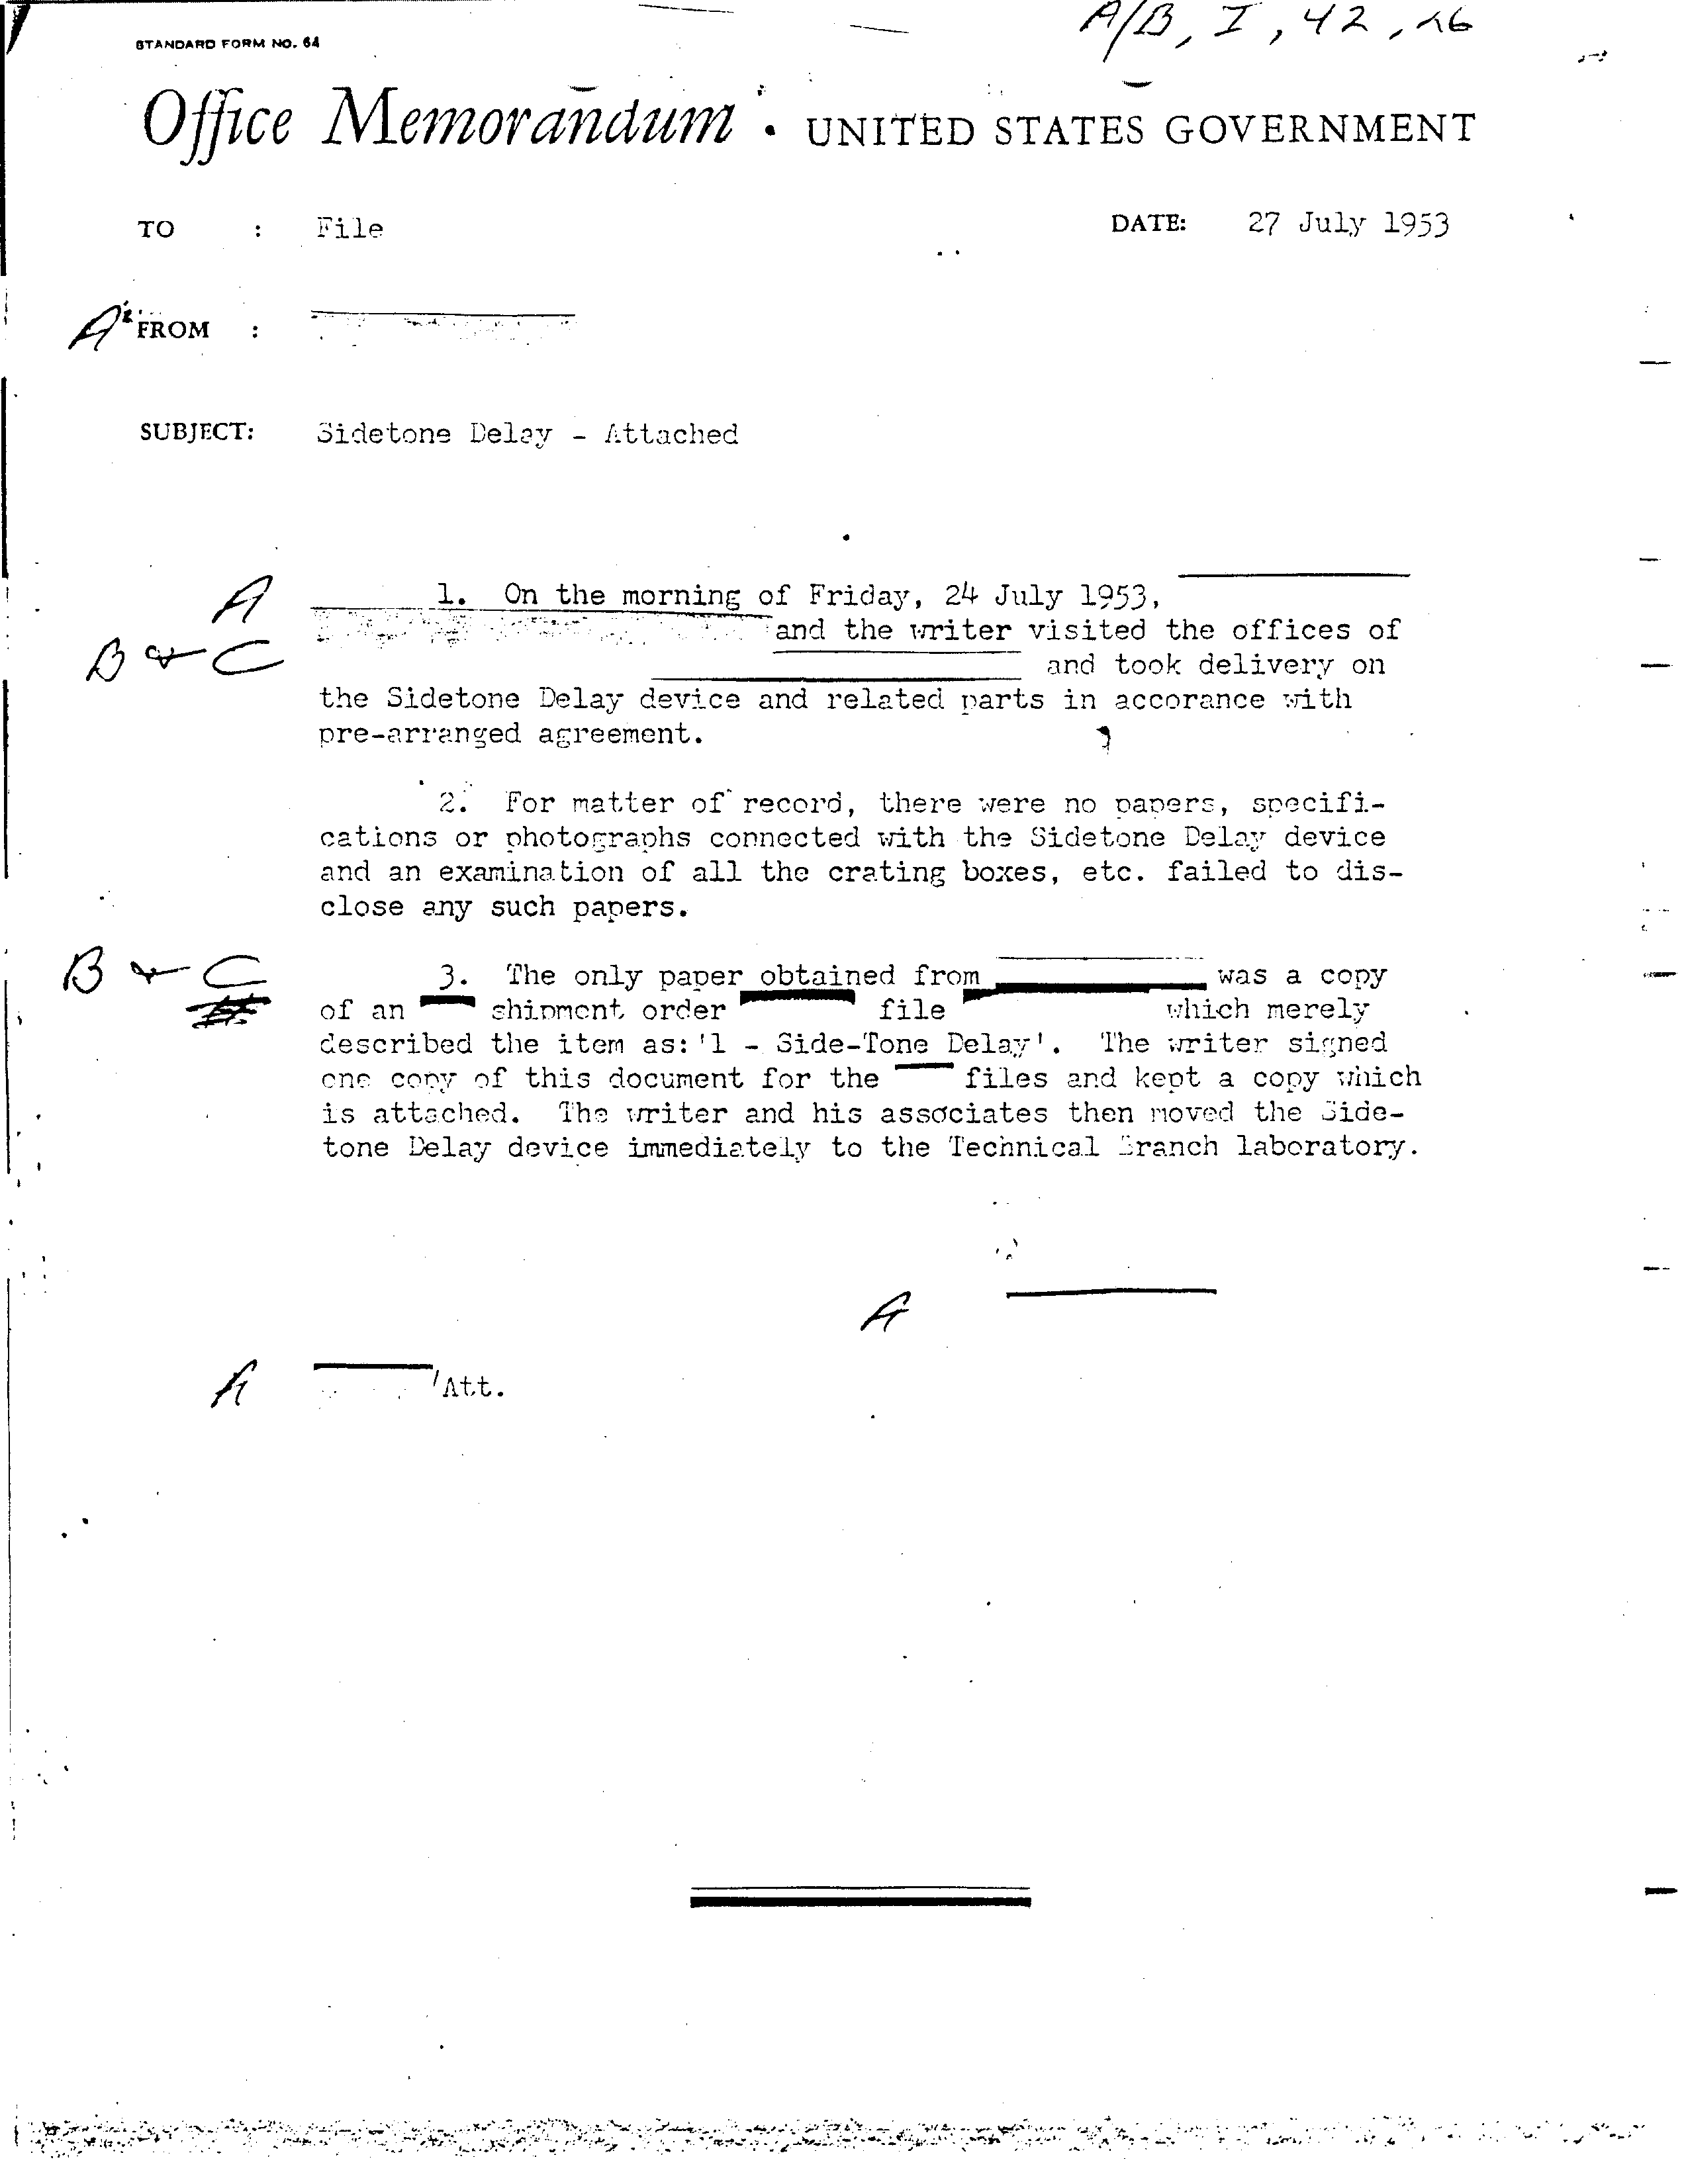 A/B, I, 42, 26
STANDARD FORM NO. 64
Office Memorandum • UNITED STATES GOVERNMENT
TO : File DATE: 27 July 1953
A FROM :
SUBJECT: Sidetone Delay - Attached
A 1. On the morning of Friday, 24 July 1953,
and the writer visited the offices of
B & C and took delivery on
the Sidetone Delay device and related parts in accorance with
pre-arranged agreement.
2. For matter of record, there were no papers, specifi-
cations or photographs connected with the Sidetone Delay device
and an examination of all the crating boxes, etc. failed to dis-
close any such papers.
B & C 3. The only paper obtained from was a copy
of an shipment order file which merely
described the item as: '1 - Side-Tone Delay'. The writer signed
one copy of this document for the files and kept a copy which
is attached. The writer and his associates then moved the Side-
tone Delay device immediately to the Technical Branch laboratory.
A
A /Att.